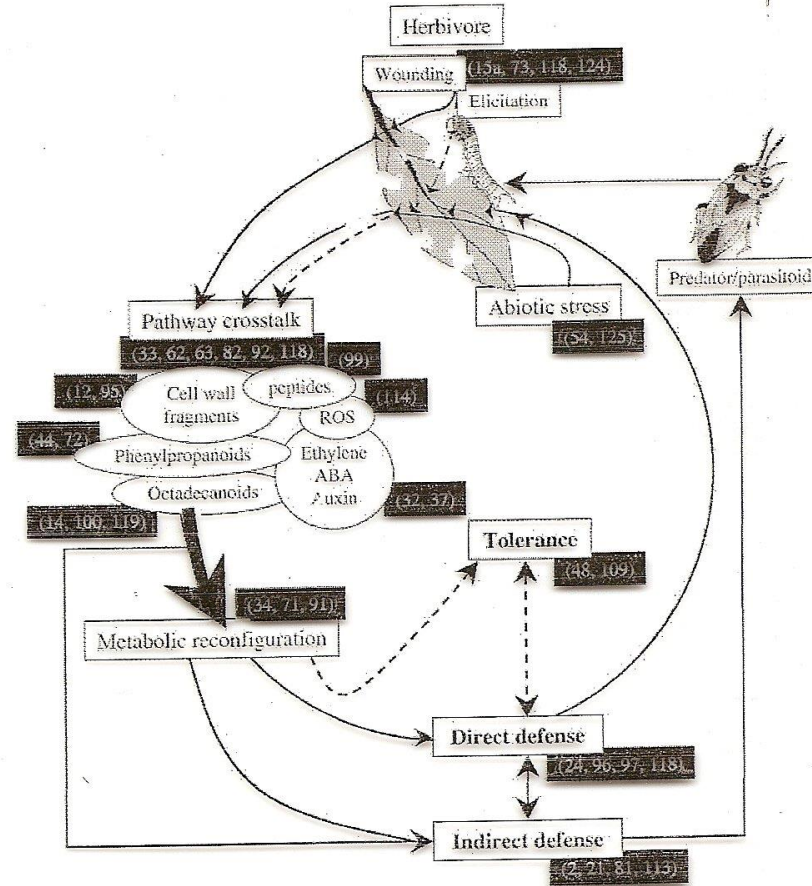 Herbivore
Wounding
(15a, 73, 118, 124)
Elicitation
Predator/parasitoid
Abiotic stress
(54, 125)
Pathway crosstalk
(33, 62, 63, 82, 92, 118)
(99)
(12, 95)
Cell wall
fragments
peptides
(114)
ROS
(44, 72)
Phenylpropanoids
Ethylene
ABA
Auxin
Octadecanoids
(32, 37)
(14, 100, 119)
Tolerance
(48, 109)
(34, 71, 91)
Metabolic reconfiguration
Direct defense
(24, 96, 97, 118)
Indirect defense
(2, 21, 81, 113)